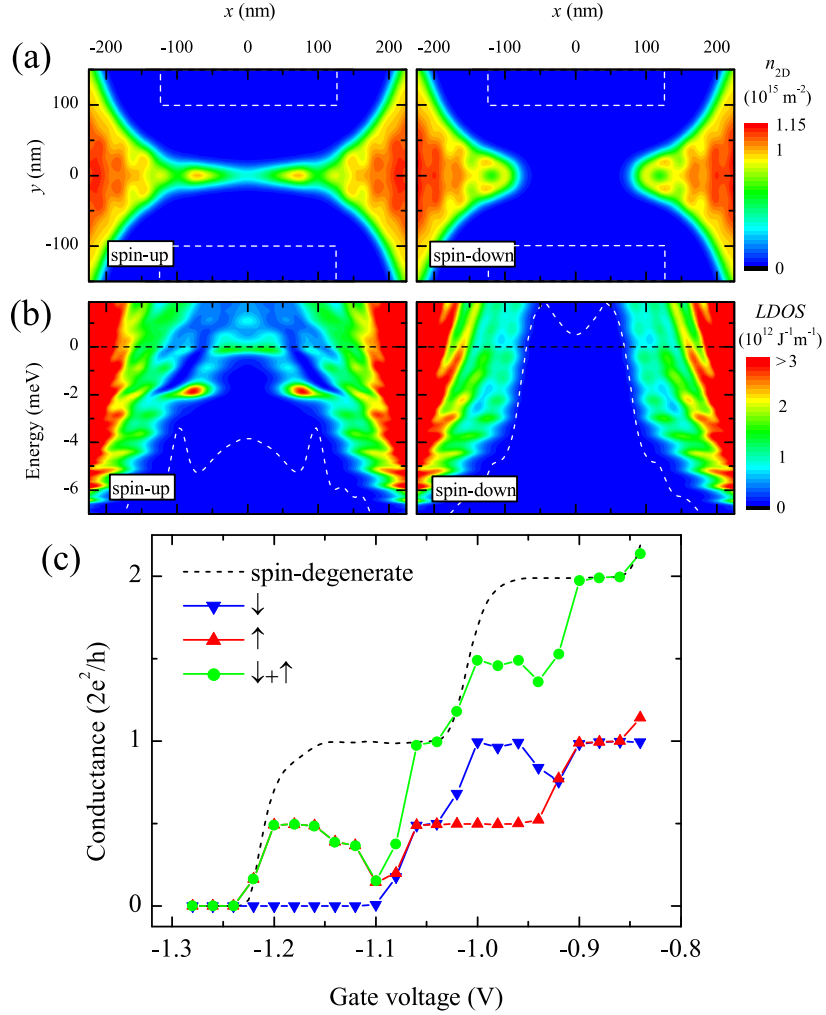 x (nm)
x (nm)
-200 -100 0 100 200
-200 -100 0 100 200
(a)
n2D
(10^15 m^-2)
1.15
1
0
y (nm)
100
0
-100
spin-up
spin-down
(b)
LDOS
(10^12 J^-1m^-1)
>3
2
1
0
Energy (meV)
0
-2
-4
-6
spin-up
spin-down
(c)
spin-degenerate
↓
↑
↓+↑
Conductance (2e^2/h)
2
1
0
-1.3 -1.2 -1.1 -1.0 -0.9 -0.8
Gate voltage (V)